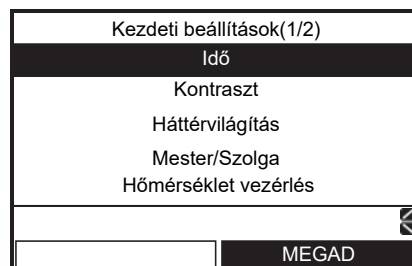 Kezdeti beállítások(1/2)
Idő
Kontraszt
Háttérvilágítás
Mester/Szolga
Hőmérséklet vezérlés
MEGAD